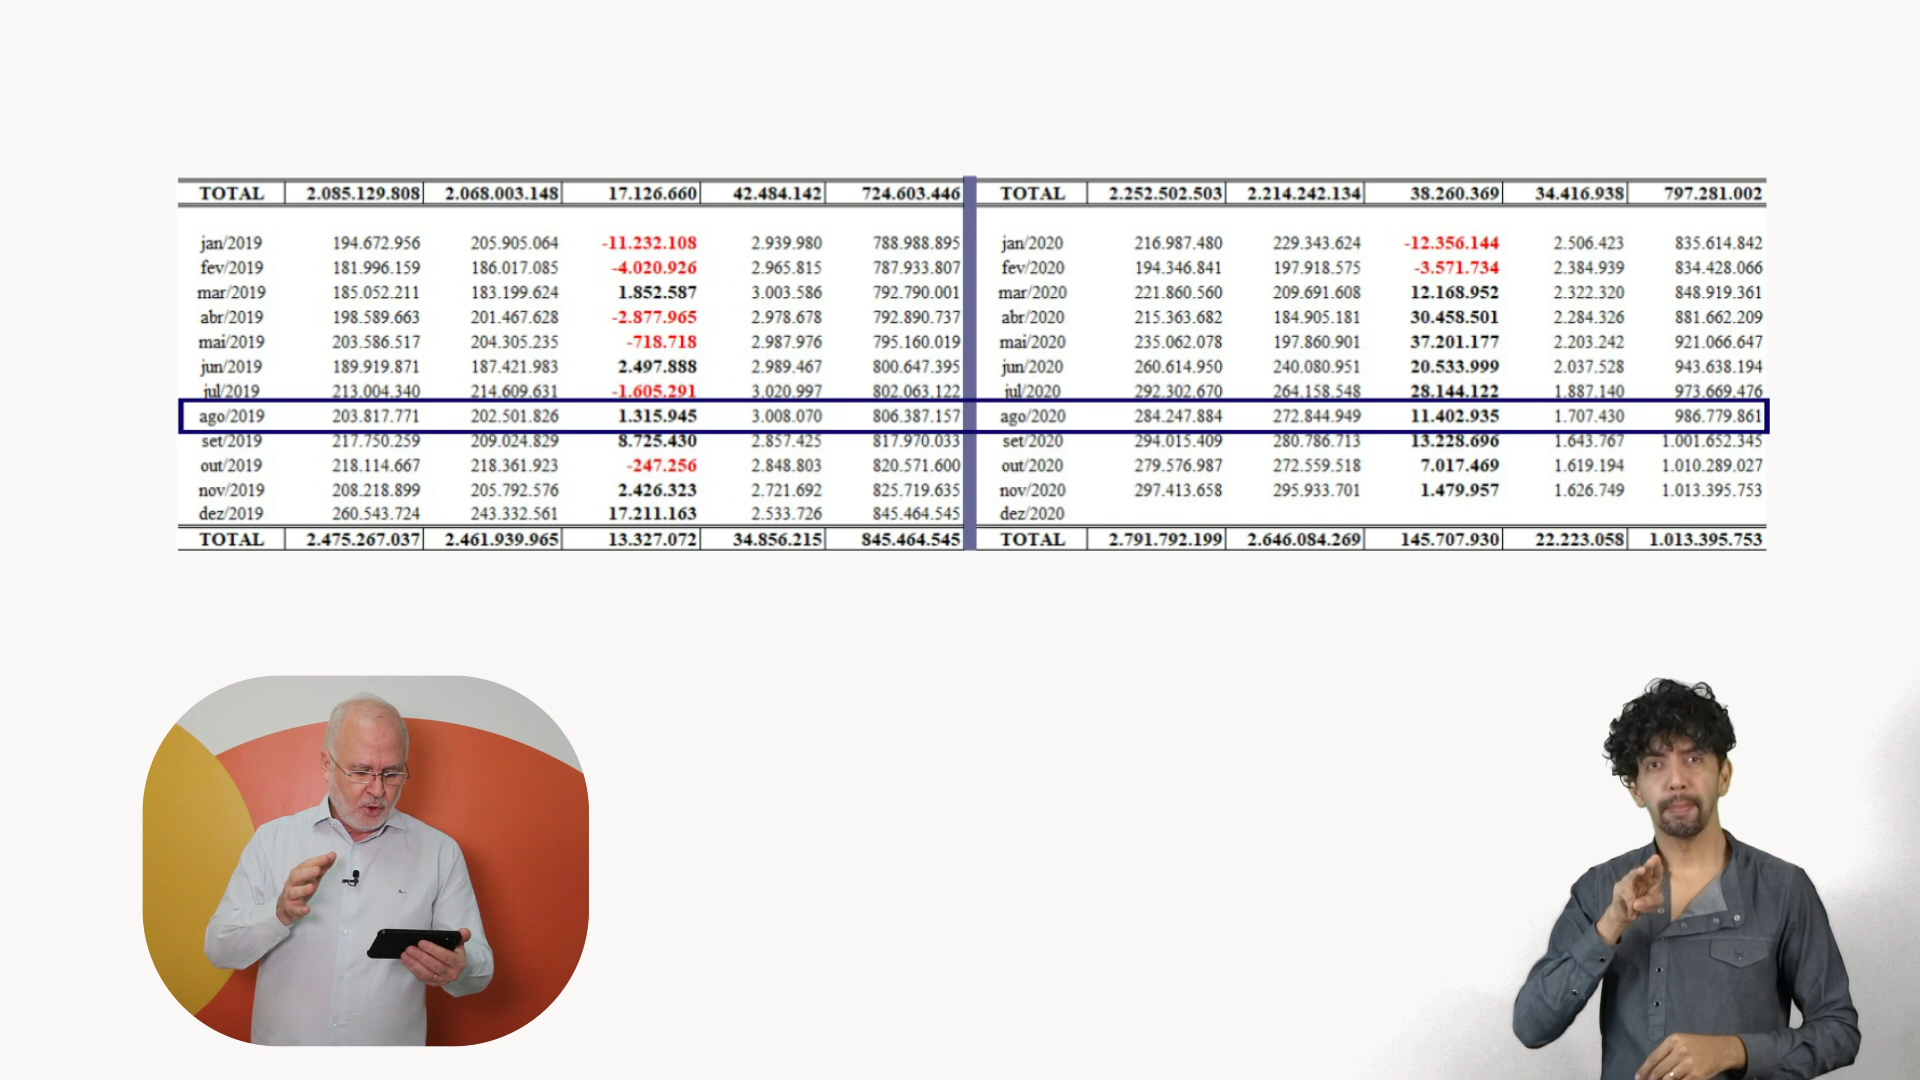 TOTAL 2.085.129.808 2.068.003.148 17.126.660 42.484.142 724.603.446 TOTAL 2.252.502.503 2.214.242.134 38.260.369 34.416.938 797.281.002
jan/2019 194.672.956 205.905.064 -11.232.108 2.939.980 788.988.895 jan/2020 216.987.480 229.343.624 -12.356.144 2.506.423 835.614.842
fev/2019 181.996.159 186.017.085 -4.020.926 2.965.815 787.933.807 fev/2020 194.346.841 197.918.575 -3.571.734 2.384.939 834.428.066
mar/2019 185.052.211 183.199.624 1.852.587 3.003.586 792.790.001 mar/2020 221.860.560 209.691.608 12.168.952 2.322.320 848.919.361
abr/2019 198.589.663 201.467.628 -2.877.965 2.978.678 792.890.737 abr/2020 215.363.682 184.905.181 30.458.501 2.284.326 881.662.209
mai/2019 203.586.517 204.305.235 -718.718 2.987.976 795.160.019 mai/2020 235.062.078 197.860.901 37.201.177 2.203.242 921.066.647
jun/2019 189.919.871 187.421.983 2.497.888 2.989.467 800.647.395 jun/2020 260.614.950 240.080.951 20.533.999 2.037.528 943.638.194
jul/2019 213.004.340 214.609.631 -1.605.291 3.020.997 802.063.122 jul/2020 292.302.670 264.158.548 28.144.122 1.887.140 973.669.476
ago/2019 203.817.771 202.501.826 1.315.945 3.008.070 806.387.157 ago/2020 284.247.884 272.844.949 11.402.935 1.707.430 986.779.861
set/2019 217.750.259 209.024.829 8.725.430 2.857.425 817.970.033 set/2020 294.015.409 280.786.713 13.228.696 1.643.767 1.001.652.345
out/2019 218.114.667 218.361.923 -247.256 2.848.803 820.571.600 out/2020 279.576.987 272.559.518 7.017.469 1.619.194 1.010.289.027
nov/2019 208.218.899 205.792.576 2.426.323 2.721.692 825.719.635 nov/2020 297.413.658 295.933.701 1.479.957 1.626.749 1.013.395.753
dez/2019 260.543.724 243.332.561 17.211.163 2.533.726 845.464.545 dez/2020
TOTAL 2.475.267.037 2.461.939.965 13.327.072 34.856.215 845.464.545 TOTAL 2.791.792.199 2.646.084.269 145.707.930 22.223.058 1.013.395.753